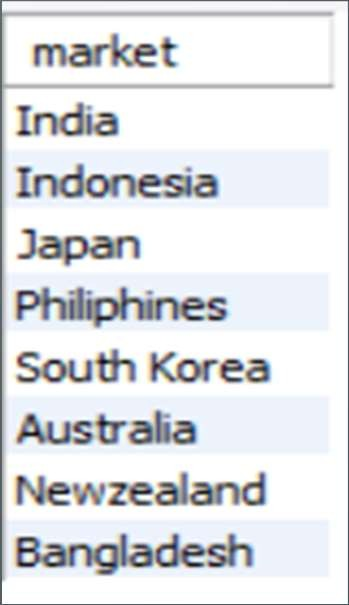 market
India
Indonesia
Japan
Philiphines
South Korea
Australia
Newzealand
Bangladesh